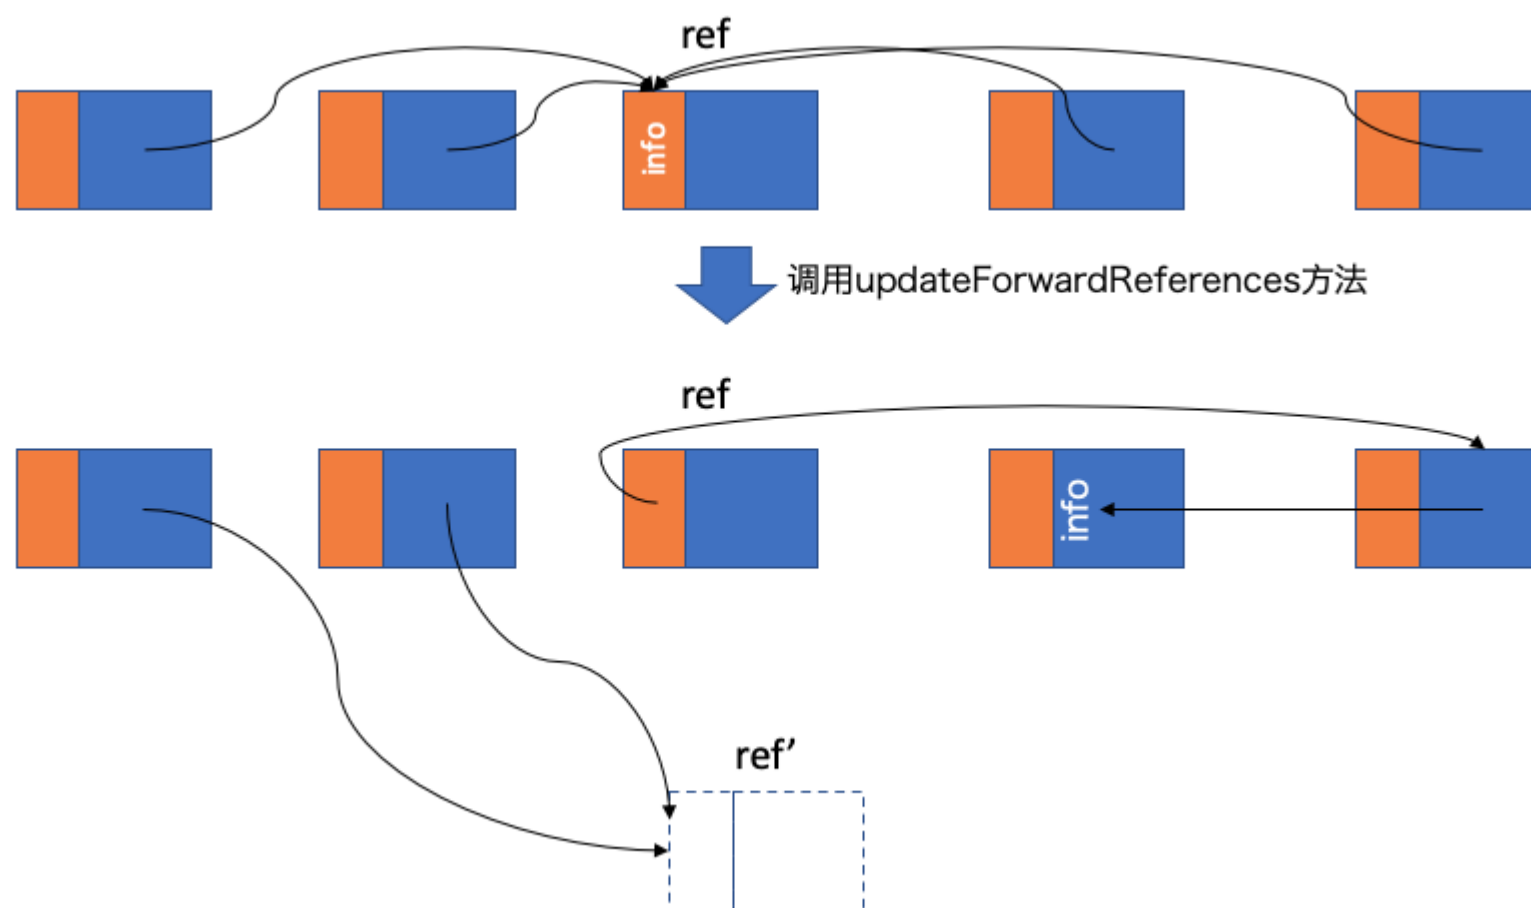 ref
info
调用updateForwardReferences方法
ref
info
ref’